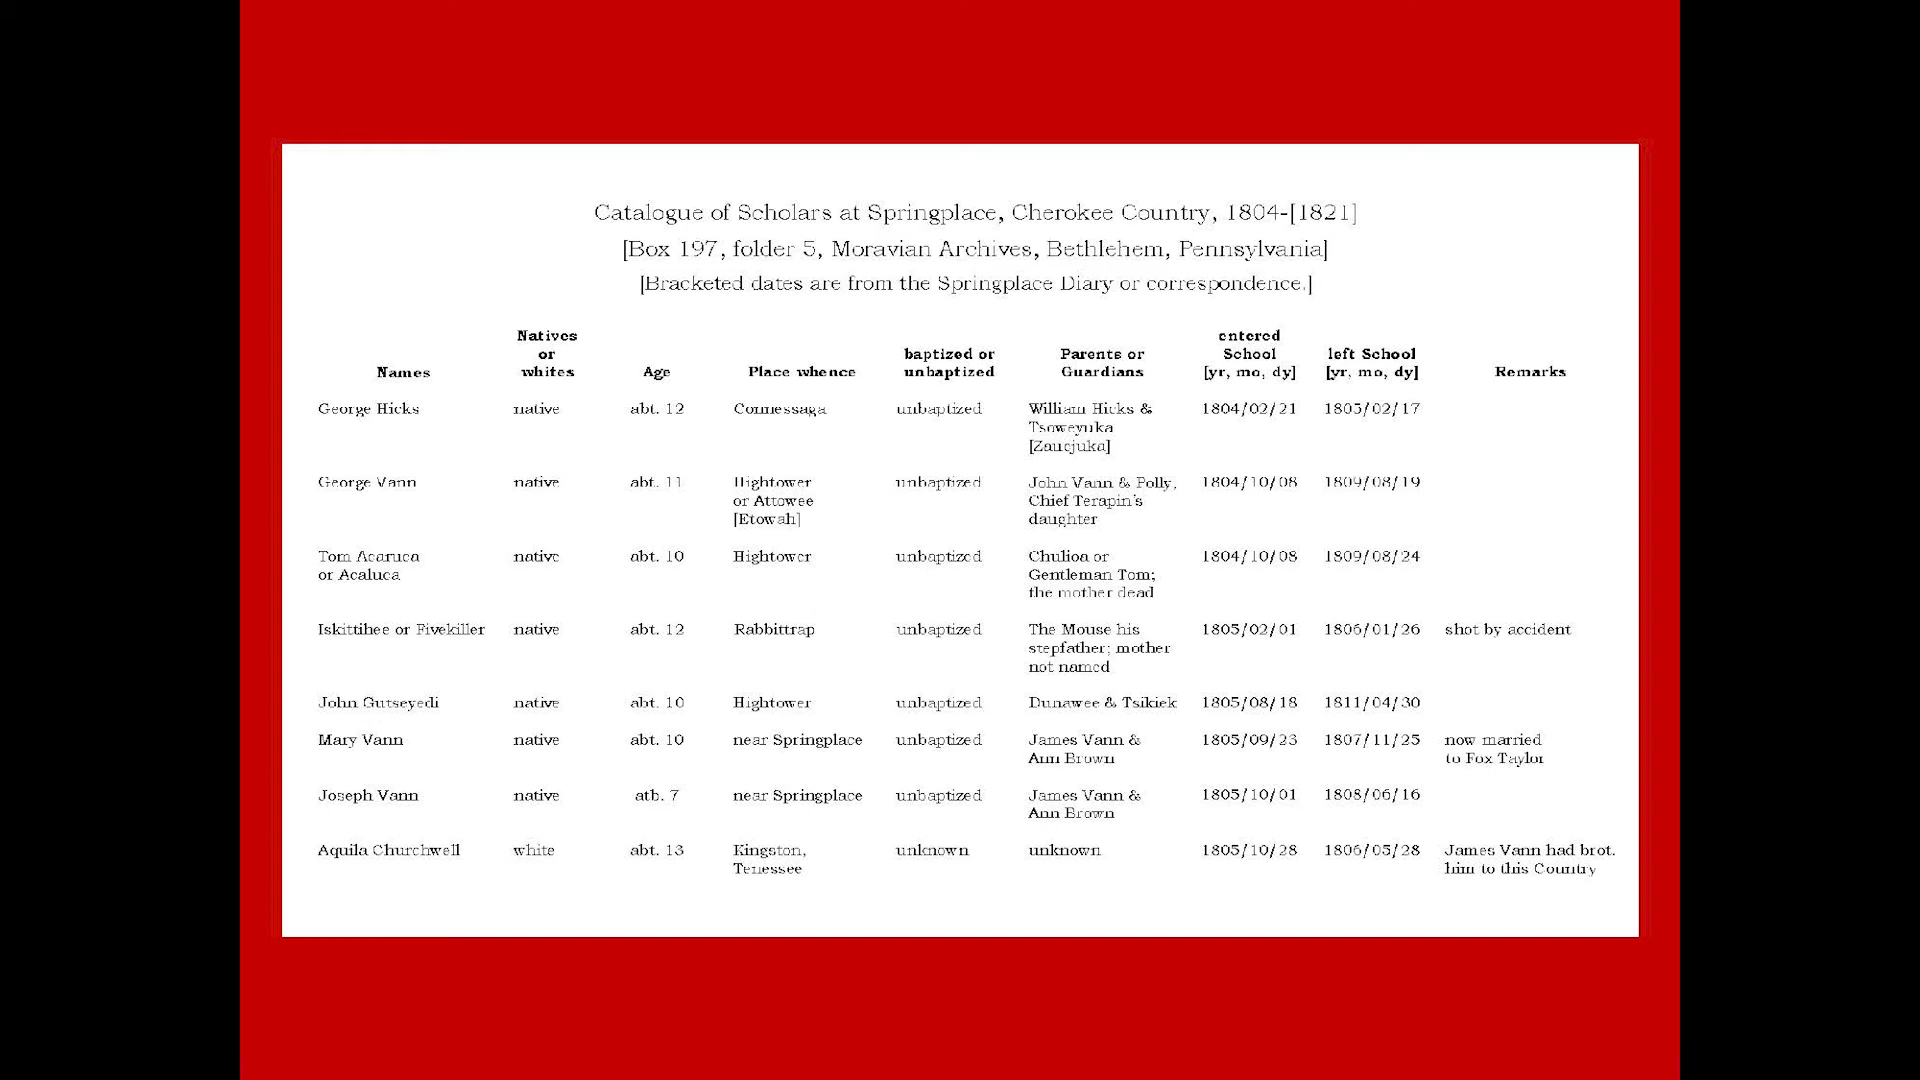 Catalogue of Scholars at Springplace, Cherokee Country, 1804-[1821]
[Box 197, folder 5, Moravian Archives, Bethlehem, Pennsylvania]
[Bracketed dates are from the Springplace Diary or correspondence.]
Names Natives or whites Age Place whence baptized or unbaptized Parents or Guardians entered School [yr, mo, dy] left School [yr, mo, dy] Remarks
George Hicks native abt. 12 Connessaga unbaptized William Hicks & 1804/02/21 1805/02/17
Tsoweyuka
[Zaucjuka]
George Vann native abt. 11 Hightower unbaptized John Vann & Polly, 1804/10/08 1809/08/19
or Attowee Chief Terapin's
[Etowah] daughter
Tom Acaruca native abt. 10 Hightower unbaptized Chulioa or 1804/10/08 1809/08/24
or Acaluca Gentleman Tom;
the mother dead
Iskittihee or Fivekiller native abt. 12 Rabbittrap unbaptized The Mouse his 1805/02/01 1806/01/26 shot by accident
stepfather; mother
not named
John Gutseyedi native abt. 10 Hightower unbaptized Dunawee & Tsikiek 1805/08/18 1811/04/30
Mary Vann native abt. 10 near Springplace unbaptized James Vann & 1805/09/23 1807/11/25 now married
Ann Brown to Fox Taylor
Joseph Vann native atb. 7 near Springplace unbaptized James Vann & 1805/10/01 1808/06/16
Ann Brown
Aquila Churchwell white abt. 13 Kingston, unknown unknown 1805/10/28 1806/05/28 James Vann had brot.
Tenessee him to this Country